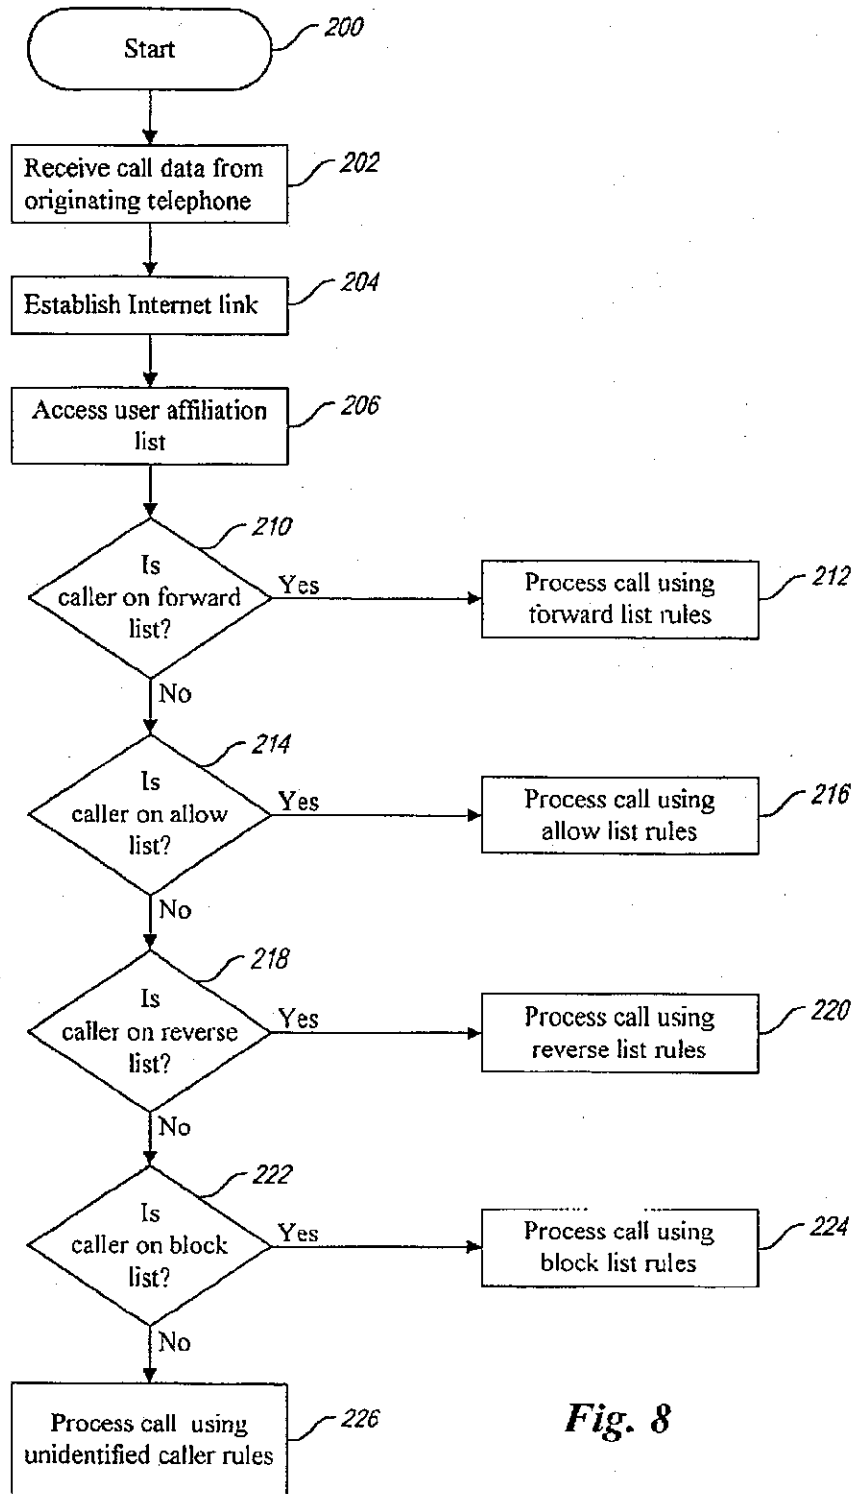 Start
200
Receive call data from
originating telephone
202
Establish Internet link
204
Access user affiliation
list
206
210
Is
caller on forward
list?
Yes
Process call using
forward list rules
212
No
214
Is
caller on allow
list?
Yes
Process call using
allow list rules
216
No
218
Is
caller on reverse
list?
Yes
Process call using
reverse list rules
220
No
222
Is
caller on block
list?
Yes
Process call using
block list rules
224
No
Process call using
unidentified caller rules
226
Fig. 8